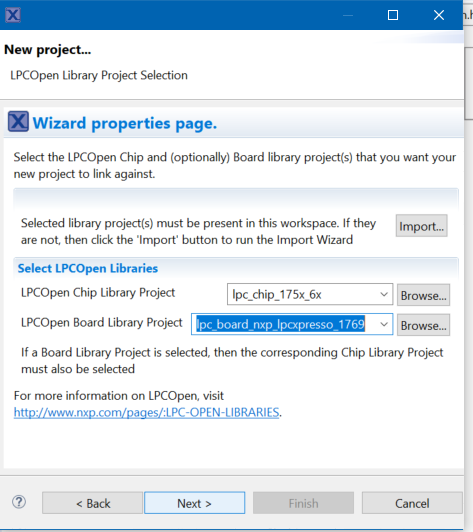 New project...
LPCOpen Library Project Selection
Wizard properties page.
Select the LPCOpen Chip and (optionally) Board library project(s) that you want your
new project to link against.
Selected library project(s) must be present in this workspace. If they
are not, then click the 'Import' button to run the Import Wizard
Import...
Select LPCOpen Libraries
LPCOpen Chip Library Project
lpc_chip_175x_6x
Browse...
LPCOpen Board Library Project
lpc_board_nxp_lpcxpresso_1769
Browse...
If a Board Library Project is selected, then the corresponding Chip Library Project
must also be selected
For more information on LPCOpen, visit
http://www.nxp.com/pages/:LPC-OPEN-LIBRARIES.
< Back
Next >
Finish
Cancel